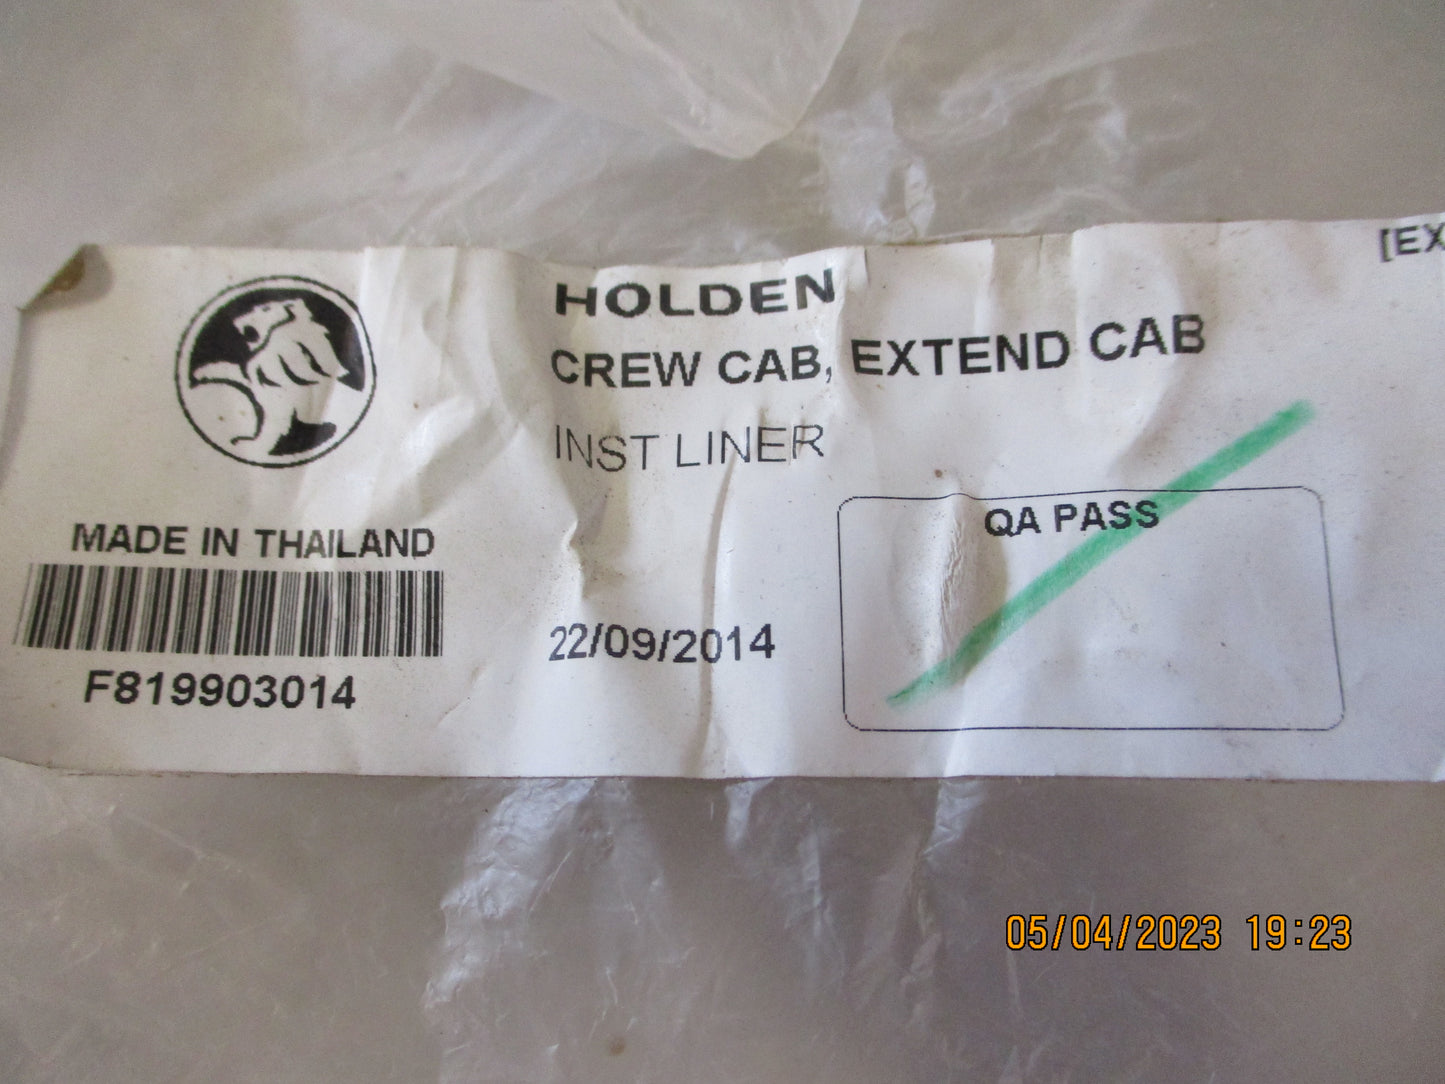 [EX
HOLDEN
CREW CAB, EXTEND CAB
INST LINER
QA PASS
MADE IN THAILAND
22/09/2014
F819903014
05/04/2023 19:23